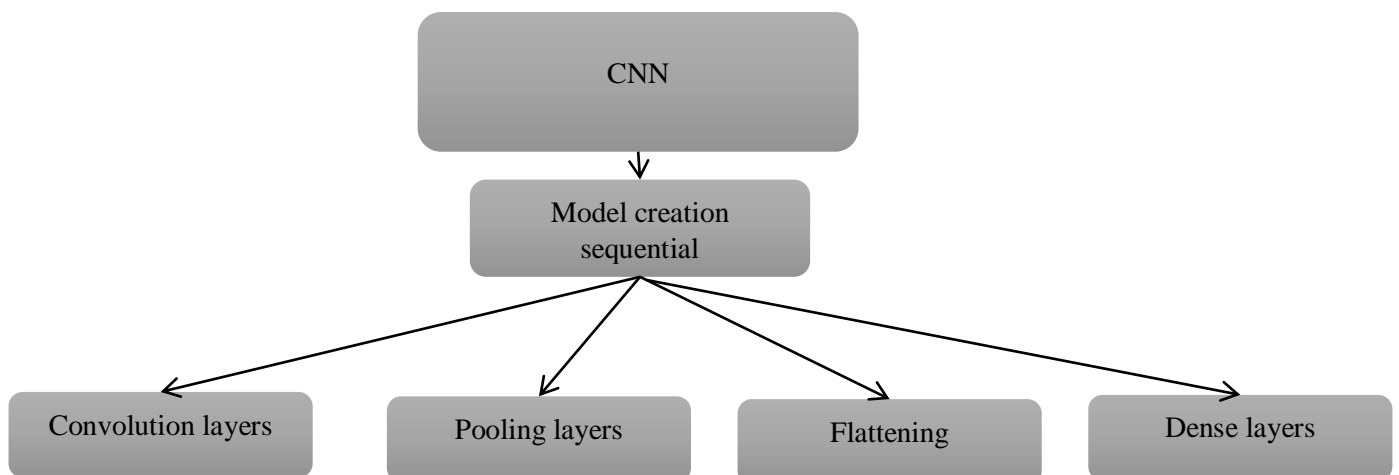 CNN
Model creation
sequential
Convolution layers
Pooling layers
Flattening
Dense layers